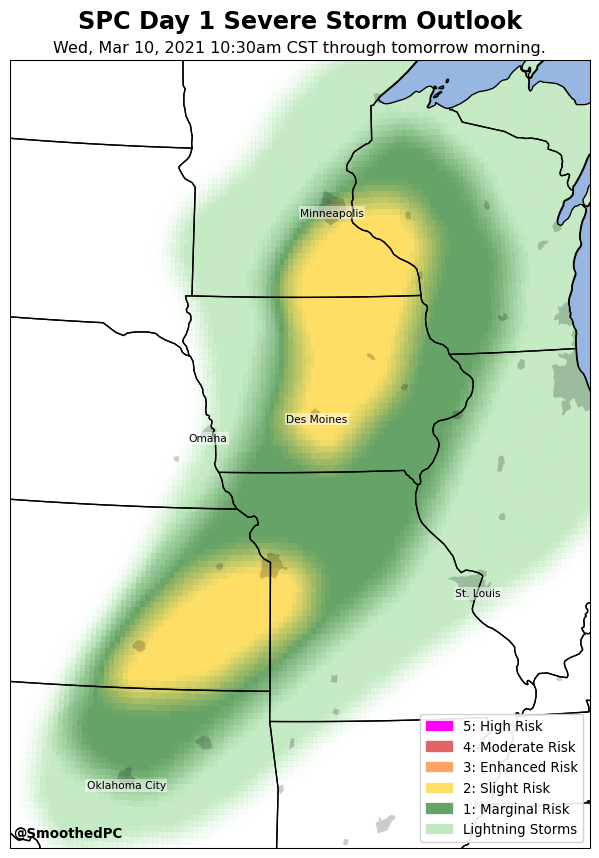 SPC Day 1 Severe Storm Outlook
Wed, Mar 10, 2021 10:30am CST through tomorrow morning.
Minneapolis
Des Moines
Omaha
St. Louis
Oklahoma City
5: High Risk
4: Moderate Risk
3: Enhanced Risk
2: Slight Risk
1: Marginal Risk
Lightning Storms
@SmoothedPC